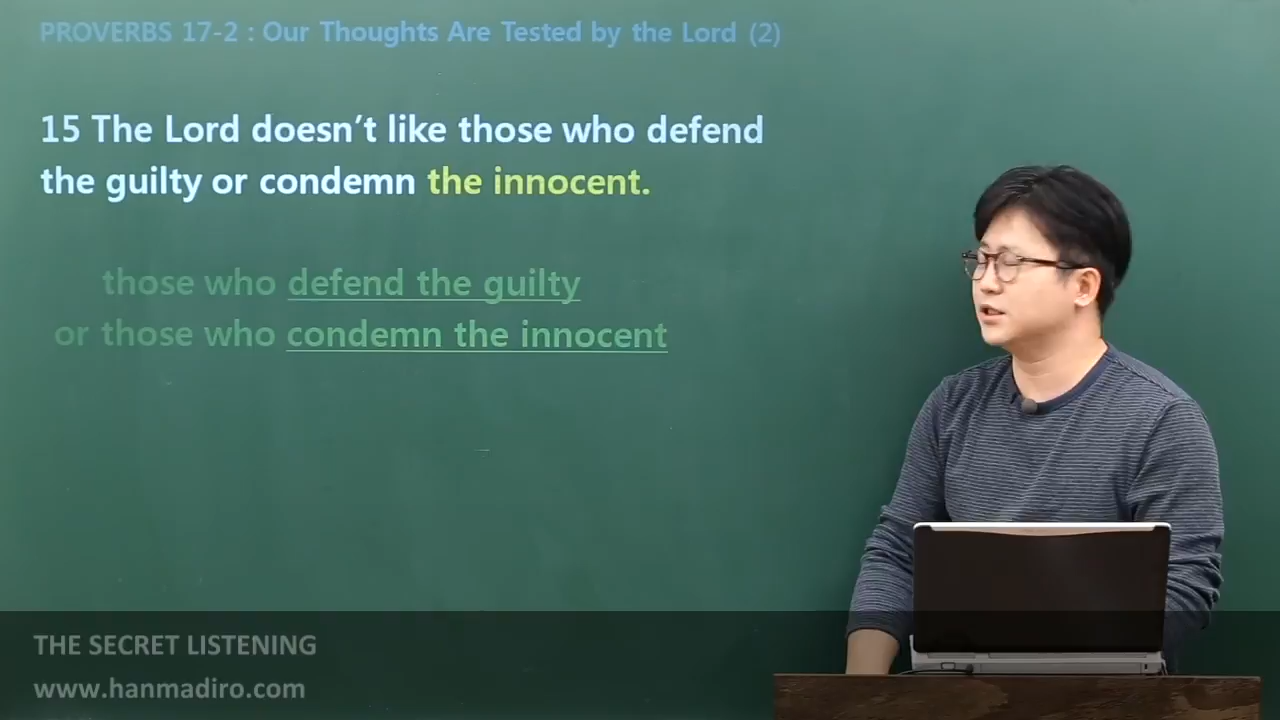 PROVERBS 17-2 : Our Thoughts Are Tested by the Lord (2)
15 The Lord doesn’t like those who defend
the guilty or condemn the innocent.
those who defend the guilty
or those who condemn the innocent
THE SECRET LISTENING
www.hanmadiro.com